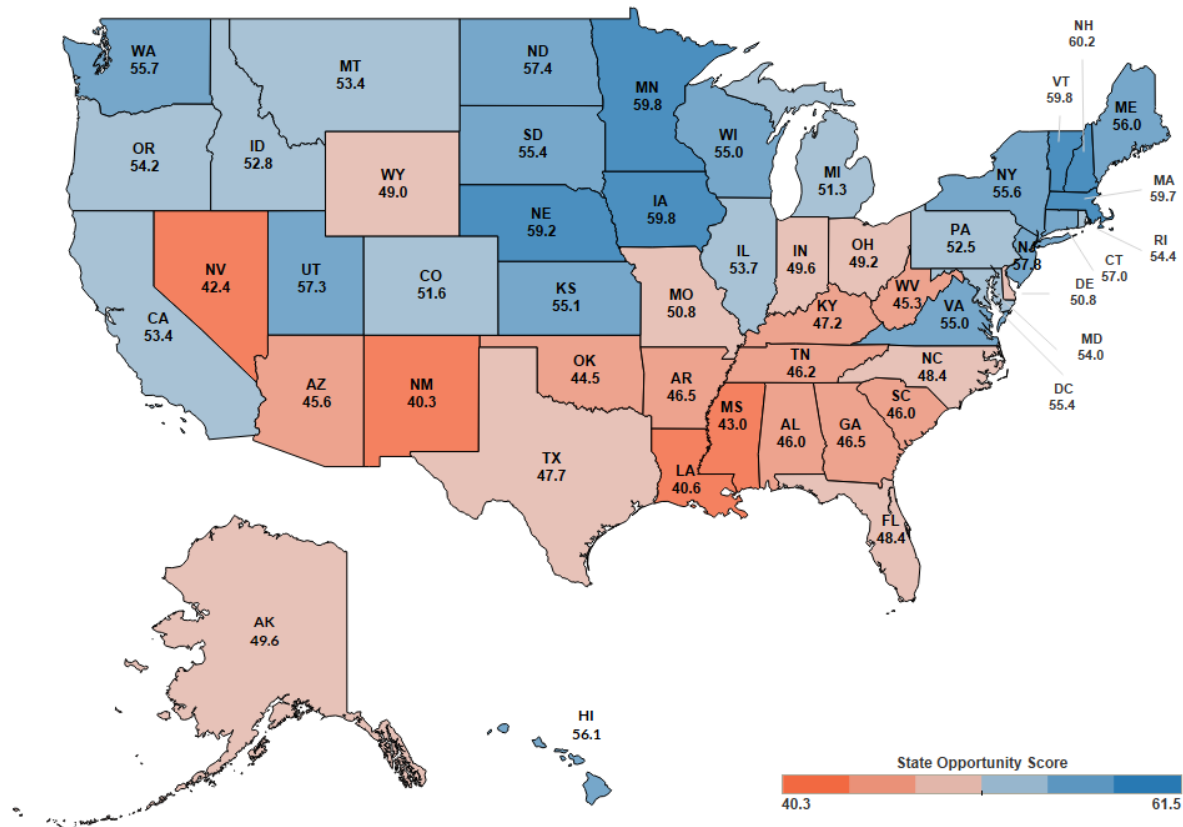 NH
60.2
VT
59.8
WA
55.7
MT
53.4
ND
57.4
MN
59.8
ME
56.0
OR
54.2
ID
52.8
SD
55.4
WI
55.0
MI
51.3
NY
55.6
MA
59.7
WY
49.0
NE
59.2
IA
59.8
PA
52.5
RI
54.4
NV
42.4
UT
57.3
CO
51.6
KS
55.1
IL
53.7
IN
49.6
OH
49.2
NJ
57.8
CT
57.0
DE
50.8
CA
53.4
MO
50.8
KY
47.2
WV
45.3
VA
55.0
MD
54.0
AZ
45.6
NM
40.3
OK
44.5
AR
46.5
TN
46.2
NC
48.4
DC
55.4
MS
43.0
AL
46.0
GA
46.5
SC
46.0
TX
47.7
LA
40.6
FL
48.4
AK
49.6
HI
56.1
State Opportunity Score
40.3
61.5